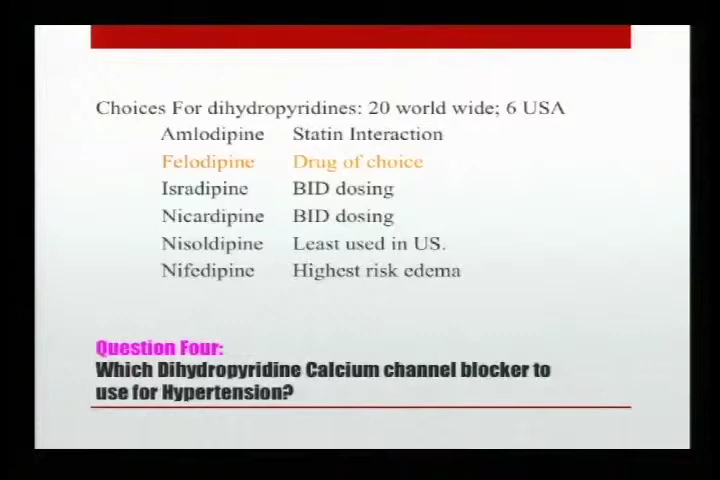 Choices For dihydropyridines: 20 world wide; 6 USA
Amlodipine Statin Interaction
Felodipine Drug of choice
Isradipine BID dosing
Nicardipine BID dosing
Nisoldipine Least used in US.
Nifedipine Highest risk edema
Question Four:
Which Dihydropyridine Calcium channel blocker to
use for Hypertension?